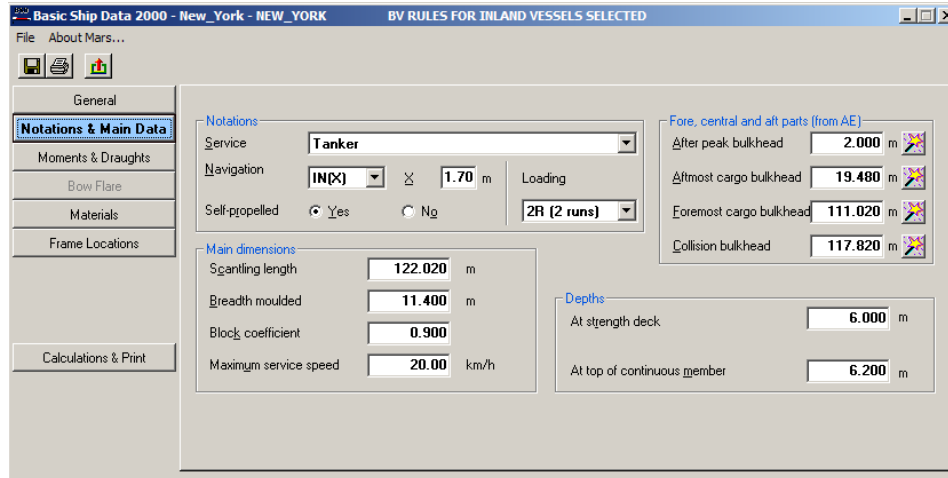 Basic Ship Data 2000 - New_York - NEW_YORK BV RULES FOR INLAND VESSELS SELECTED
File About Mars...
General
Notations & Main Data
Moments & Draughts
Bow Flare
Materials
Frame Locations
Calculations & Print
Notations
Service Tanker
Navigation IN(X) X 1.70 m Loading
Self-propelled Yes No 2R (2 runs)
Main dimensions
Scantling length 122.020 m
Breadth moulded 11.400 m
Block coefficient 0.900
Maximum service speed 20.00 km/h
Fore, central and aft parts (from AE)
After peak bulkhead 2.000 m
Aftmost cargo bulkhead 19.480 m
Foremost cargo bulkhead 111.020 m
Collision bulkhead 117.820 m
Depths
At strength deck 6.000 m
At top of continuous member 6.200 m